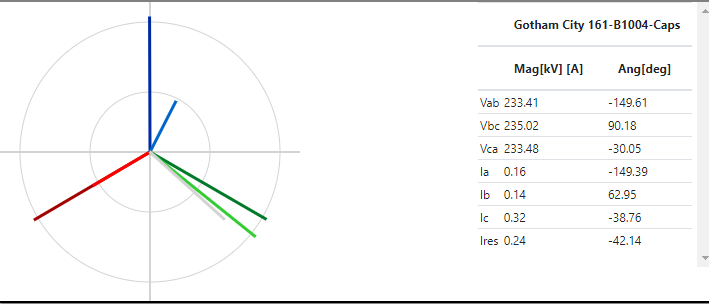 Gotham City 161-B1004-Caps
Mag[kV] [A] Ang[deg]
Vab 233.41 -149.61
Vbc 235.02 90.18
Vca 233.48 -30.05
Ia 0.16 -149.39
Ib 0.14 62.95
Ic 0.32 -38.76
Ires 0.24 -42.14